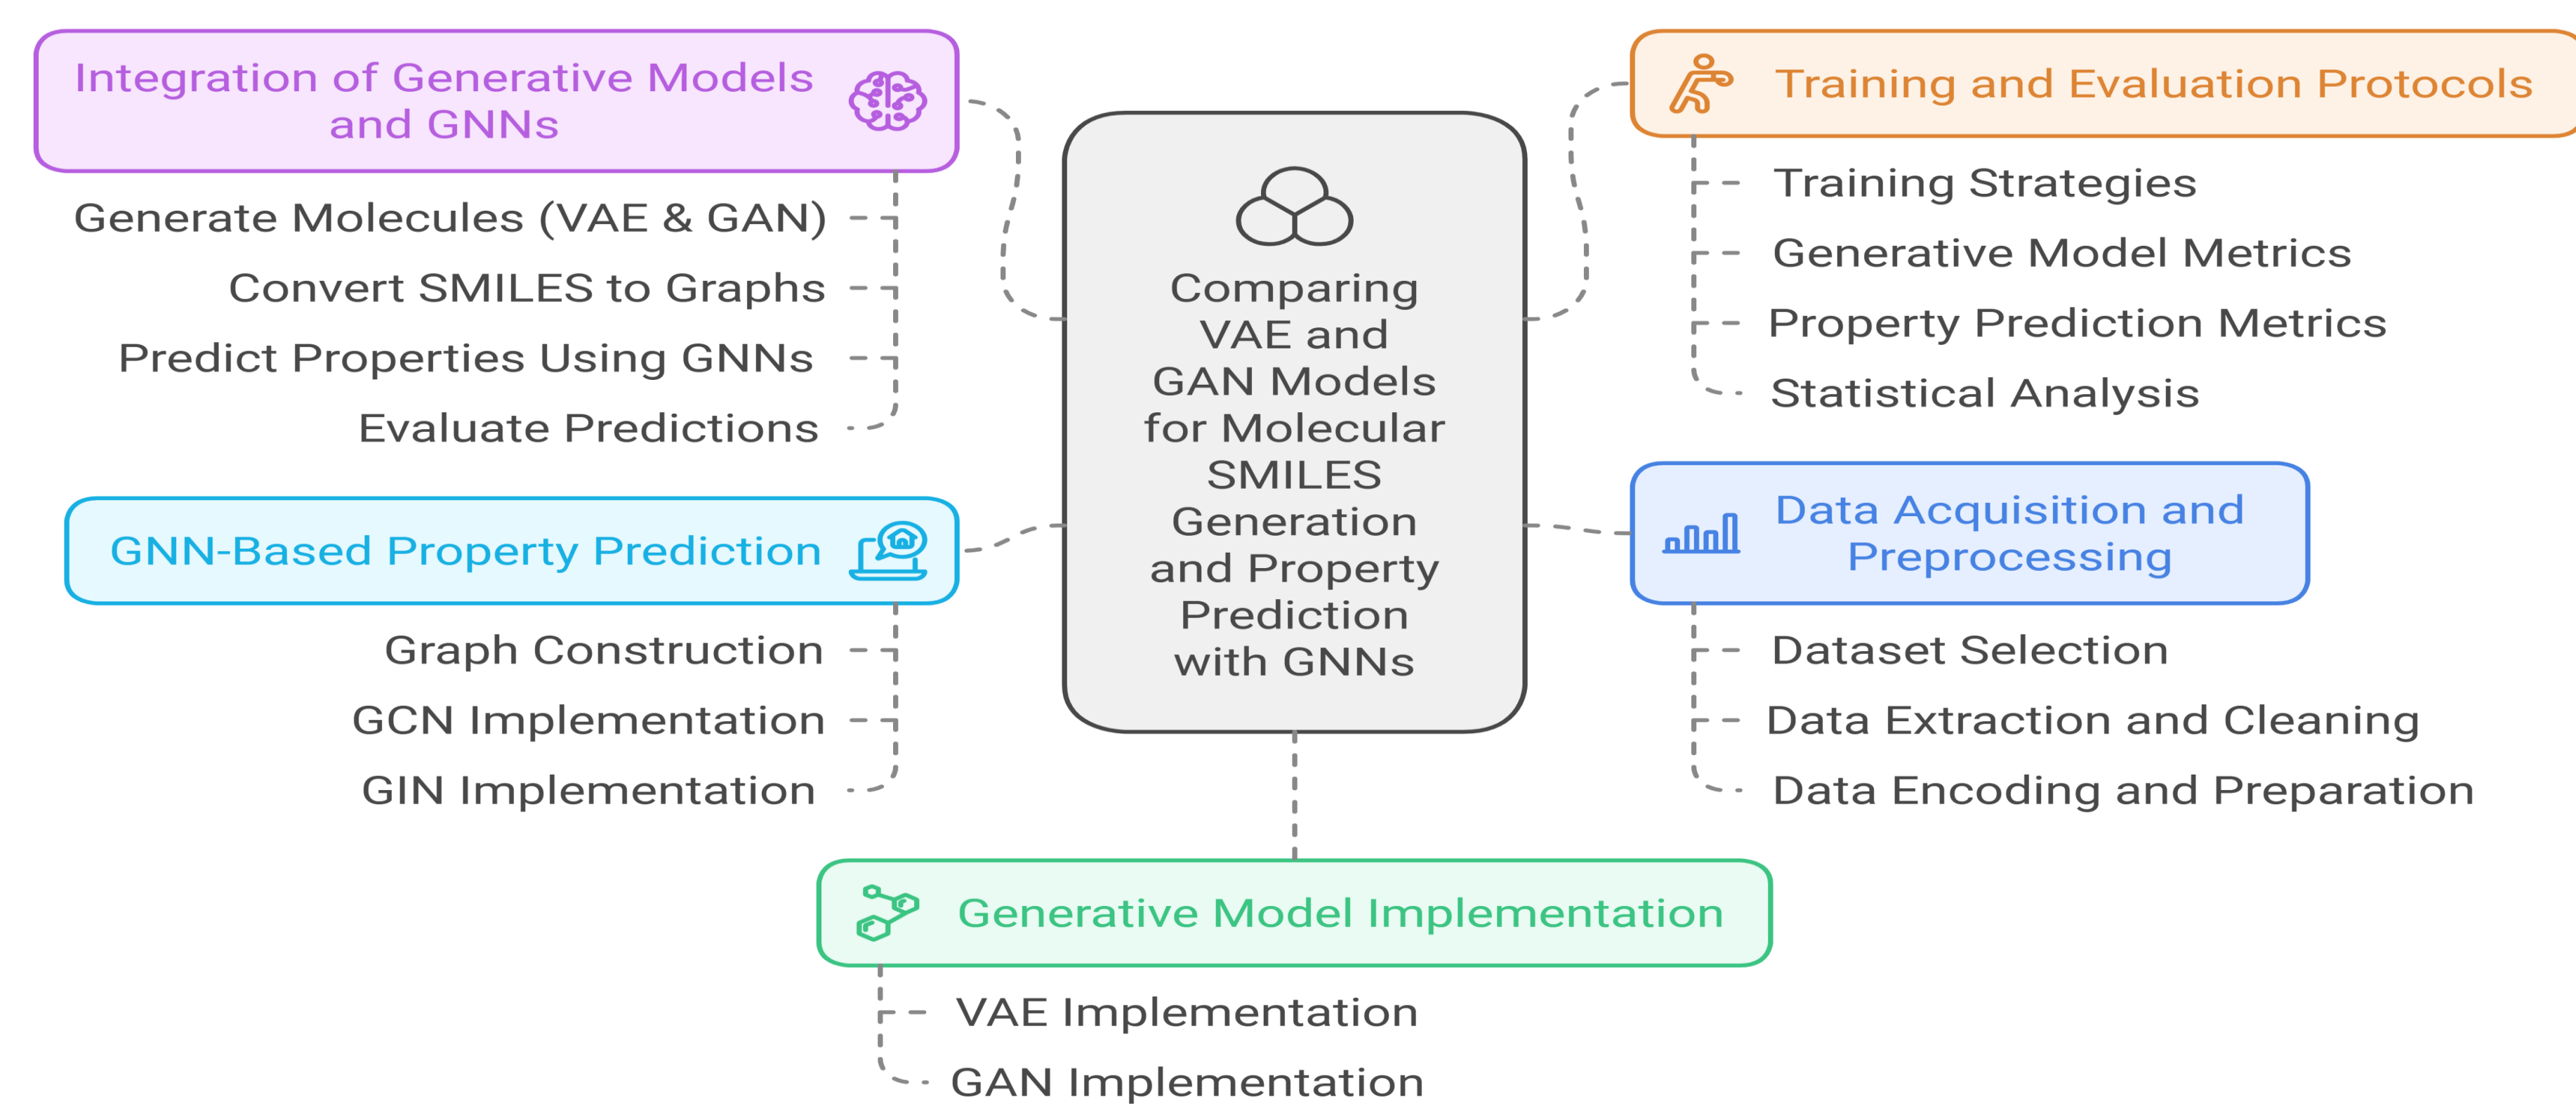 Integration of Generative Models
and GNNs
Generate Molecules (VAE & GAN)
Convert SMILES to Graphs
Predict Properties Using GNNs
Evaluate Predictions
GNN-Based Property Prediction
Graph Construction
GCN Implementation
GIN Implementation
Comparing
VAE and
GAN Models
for Molecular
SMILES
Generation
and Property
Prediction
with GNNs
Training and Evaluation Protocols
Training Strategies
Generative Model Metrics
Property Prediction Metrics
Statistical Analysis
Data Acquisition and
Preprocessing
Dataset Selection
Data Extraction and Cleaning
Data Encoding and Preparation
Generative Model Implementation
VAE Implementation
GAN Implementation